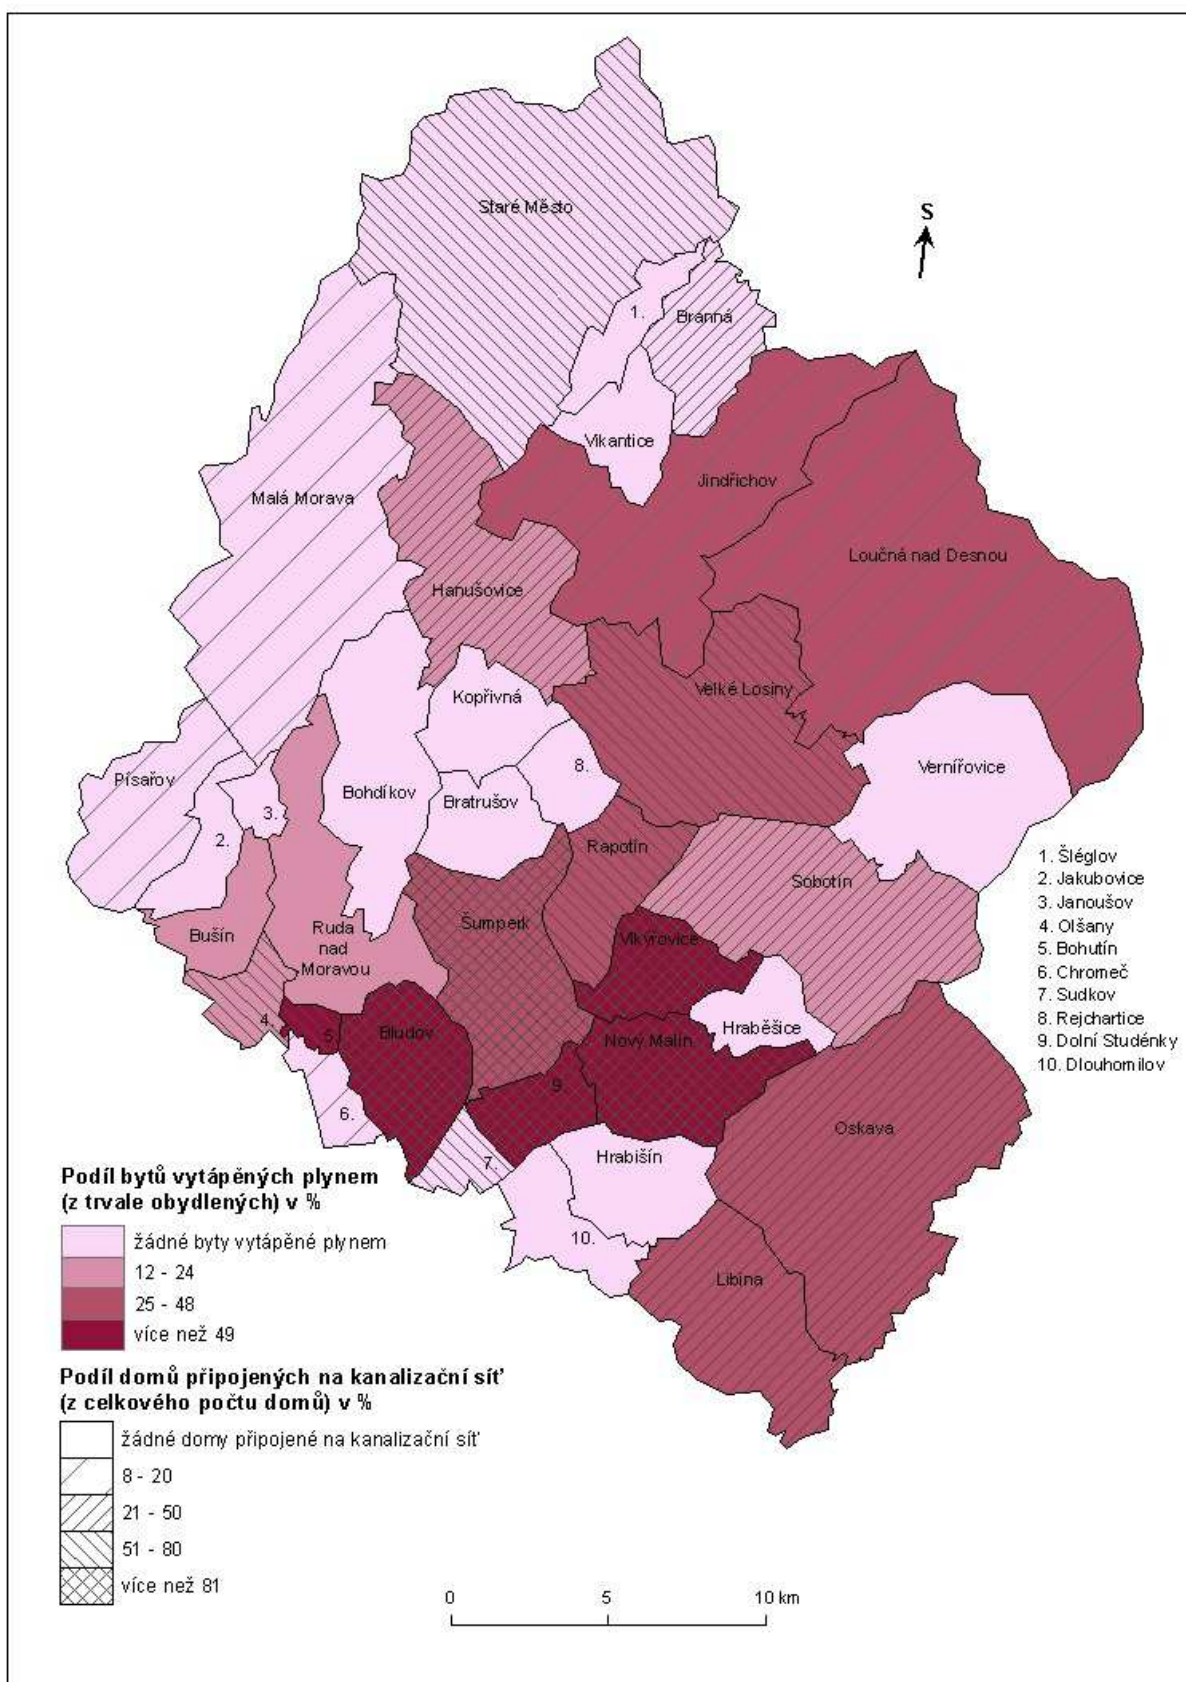 Staré Město
S
1.
Branná
Vikantice
Jindřichov
Malá Morava
Loučná nad Desnou
Hanušovice
Velké Losiny
Kopřivná
Písařov
8.
Vernířovice
Bohdíkov
Bratrušov
3.
2.
Rapotín
Sobotín
Šumperk
Bušín
Ruda
nad
Moravou
Vikýřovice
4.
5.
Bludov
Nový Malín
Hraběšice
9.
6.
Oskava
7.
Hrabišín
10.
Libina
1. Šléglov
2. Jakubovice
3. Janoušov
4. Olšany
5. Bohutín
6. Chromeč
7. Sudkov
8. Rejchartice
9. Dolní Studénky
10. Dlouhomilov
Podíl bytů vytápěných plynem
(z trvale obydlených) v %
žádné byty vytápěné plynem
12 - 24
25 - 48
více než 49
Podíl domů připojených na kanalizační síť
(z celkového počtu domů) v %
žádné domy připojené na kanalizační síť
8 - 20
21 - 50
51 - 80
více než 81
0 5 10 km